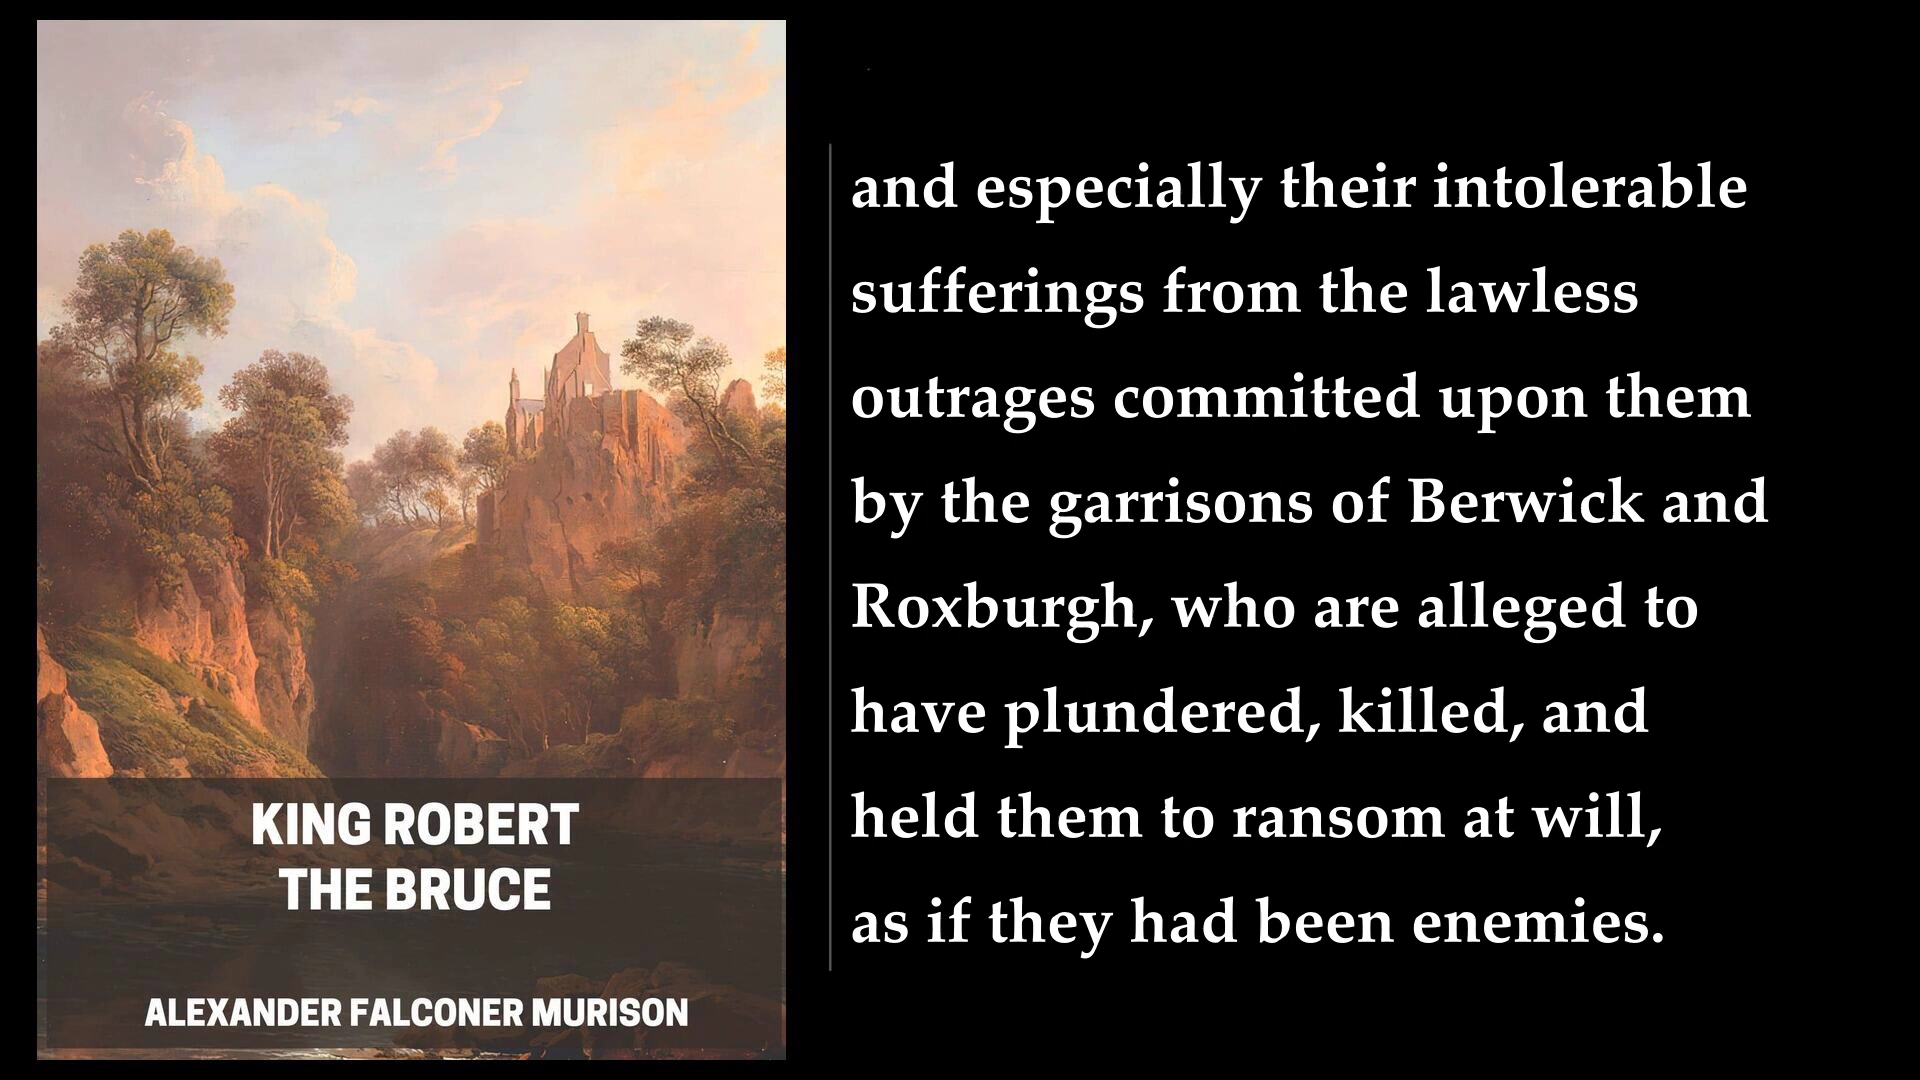 KING ROBERT
THE BRUCE
ALEXANDER FALCONER MURISON
and especially their intolerable
sufferings from the lawless
outrages committed upon them
by the garrisons of Berwick and
Roxburgh, who are alleged to
have plundered, killed, and
held them to ransom at will,
as if they had been enemies.